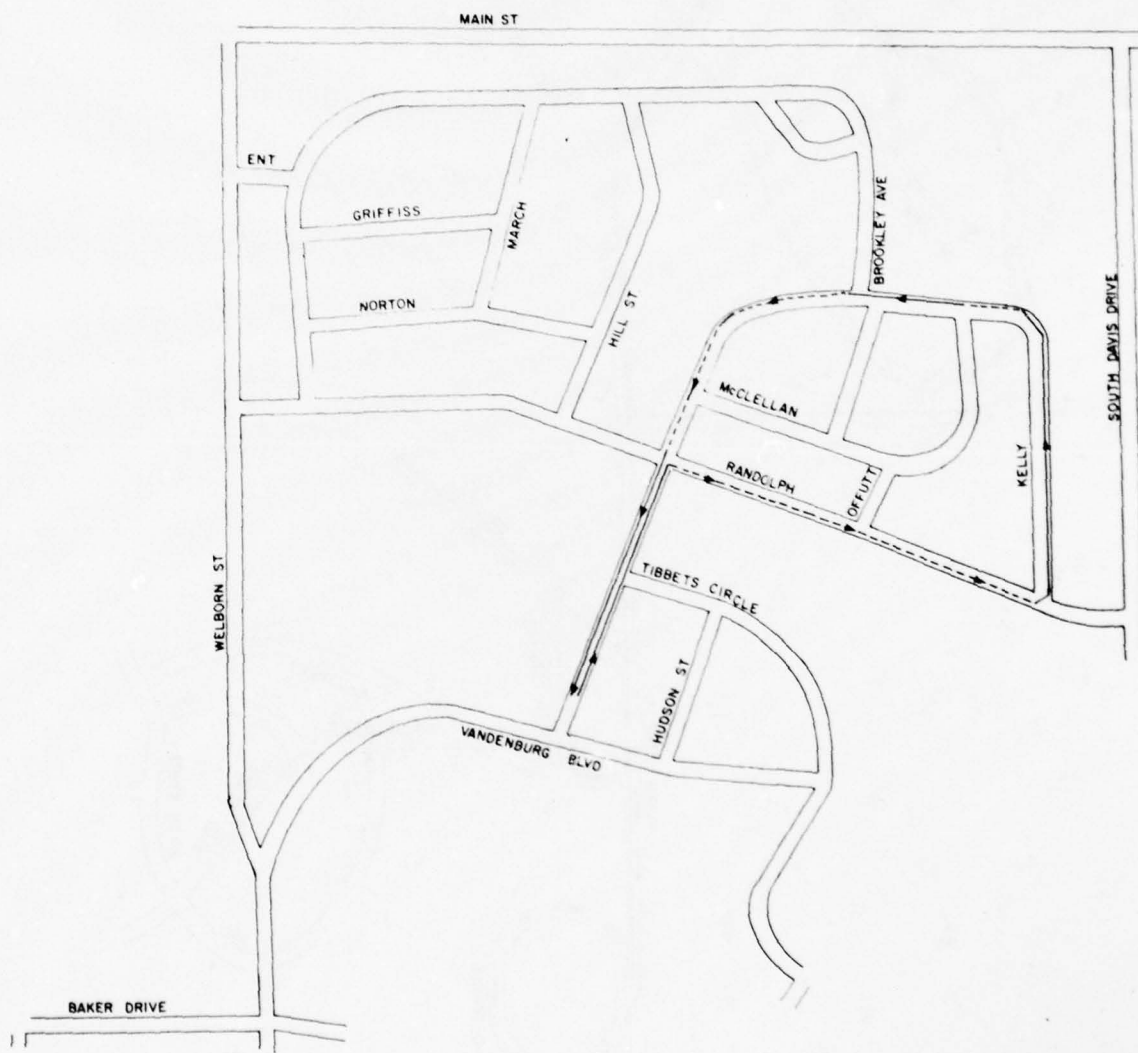 MAIN ST
ENT
GRIFFISS
MARCH
BROOKLEY AVE
NORTON
HILL ST
SOUTH DAVIS DRIVE
McCLELLAN
RANDOLPH
OFFUTT
KELLY
WELBORN ST
TIBBETS CIRCLE
HUDSON ST
VANDENBURG BLVD
BAKER DRIVE